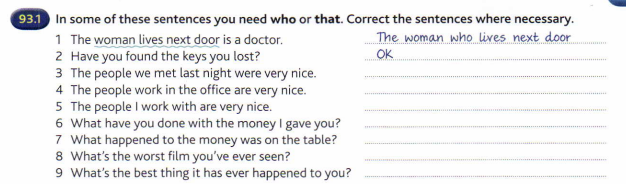 93.1 In some of these sentences you need who or that. Correct the sentences where necessary.
1 The woman lives next door is a doctor. The woman who lives next door
2 Have you found the keys you lost? OK
3 The people we met last night were very nice.
4 The people work in the office are very nice.
5 The people I work with are very nice.
6 What have you done with the money I gave you?
7 What happened to the money was on the table?
8 What's the worst film you've ever seen?
9 What's the best thing it has ever happened to you?